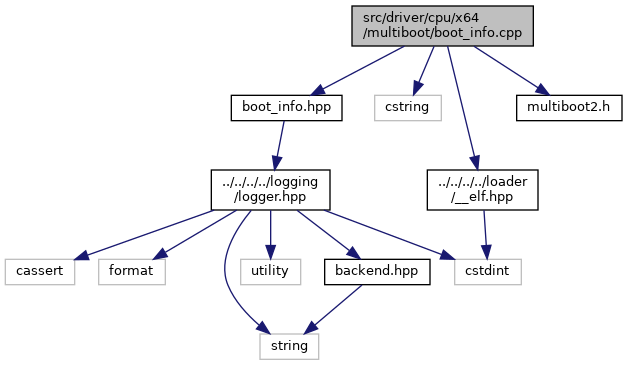 src/driver/cpu/x64
/multiboot/boot_info.cpp
boot_info.hpp
cstring
multiboot2.h
../../../../logging
/logger.hpp
../../../../loader
/__elf.hpp
cassert
format
utility
backend.hpp
cstdint
string